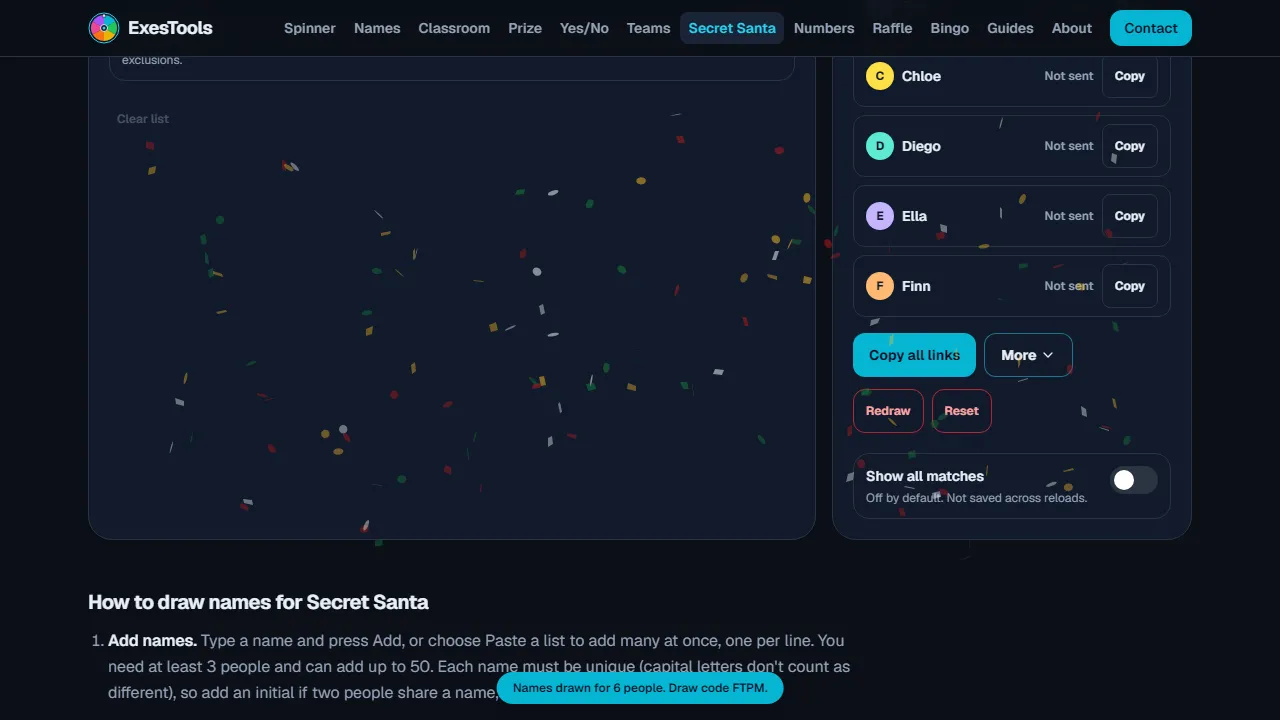 ExesTools
Spinner Names Classroom Prize Yes/No Teams Secret Santa Numbers Raffle Bingo Guides About Contact
exclusions.
Clear list
C Chloe Not sent Copy
D Diego Not sent Copy
E Ella Not sent Copy
F Finn Not sent Copy
Copy all links More
Redraw Reset
Show all matches
Off by default. Not saved across reloads.
How to draw names for Secret Santa
1. Add names. Type a name and press Add, or choose Paste a list to add many at once, one per line. You
need at least 3 people and can add up to 50. Each name must be unique (capital letters don't count as
different), so add an initial if two people share a name,
Names drawn for 6 people. Draw code FTPM.